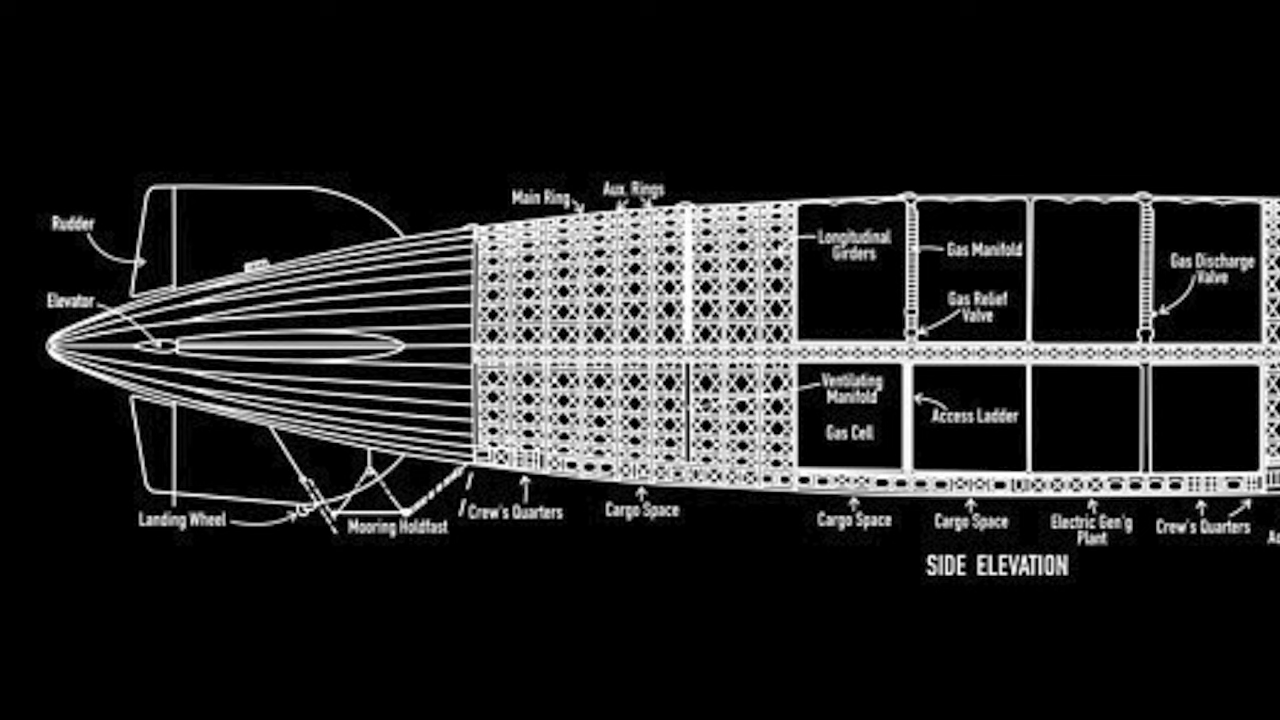 Main Ring
Aux. Rings
Rudder
Longitudinal
Girders
Gas Manifold
Gas Discharge
Valve
Elevator
Gas Relief
Valve
Ventilating
Manifold
Access Ladder
Gas Cell
Landing Wheel
Mooring Holdfast
Crew's Quarters
Cargo Space
Cargo Space
Cargo Space
Electric Gen'g
Plant
Crew's Quarters
SIDE ELEVATION